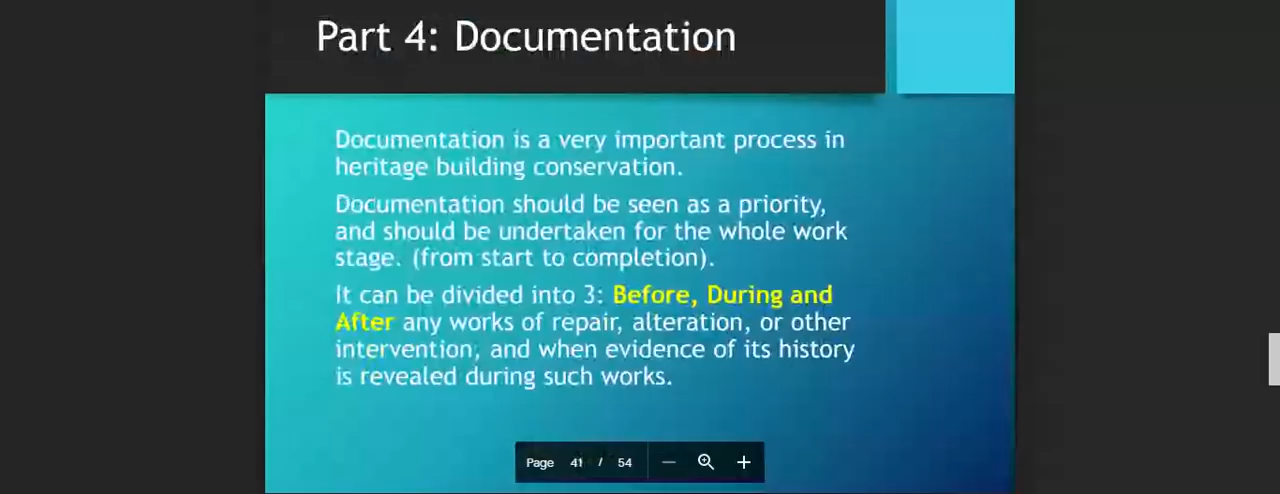 Part 4: Documentation
Documentation is a very important process in
heritage building conservation.
Documentation should be seen as a priority,
and should be undertaken for the whole work
stage. (from start to completion).
It can be divided into 3: Before, During and
After any works of repair, alteration, or other
intervention; and when evidence of its history
is revealed during such works.
Page 41 / 54